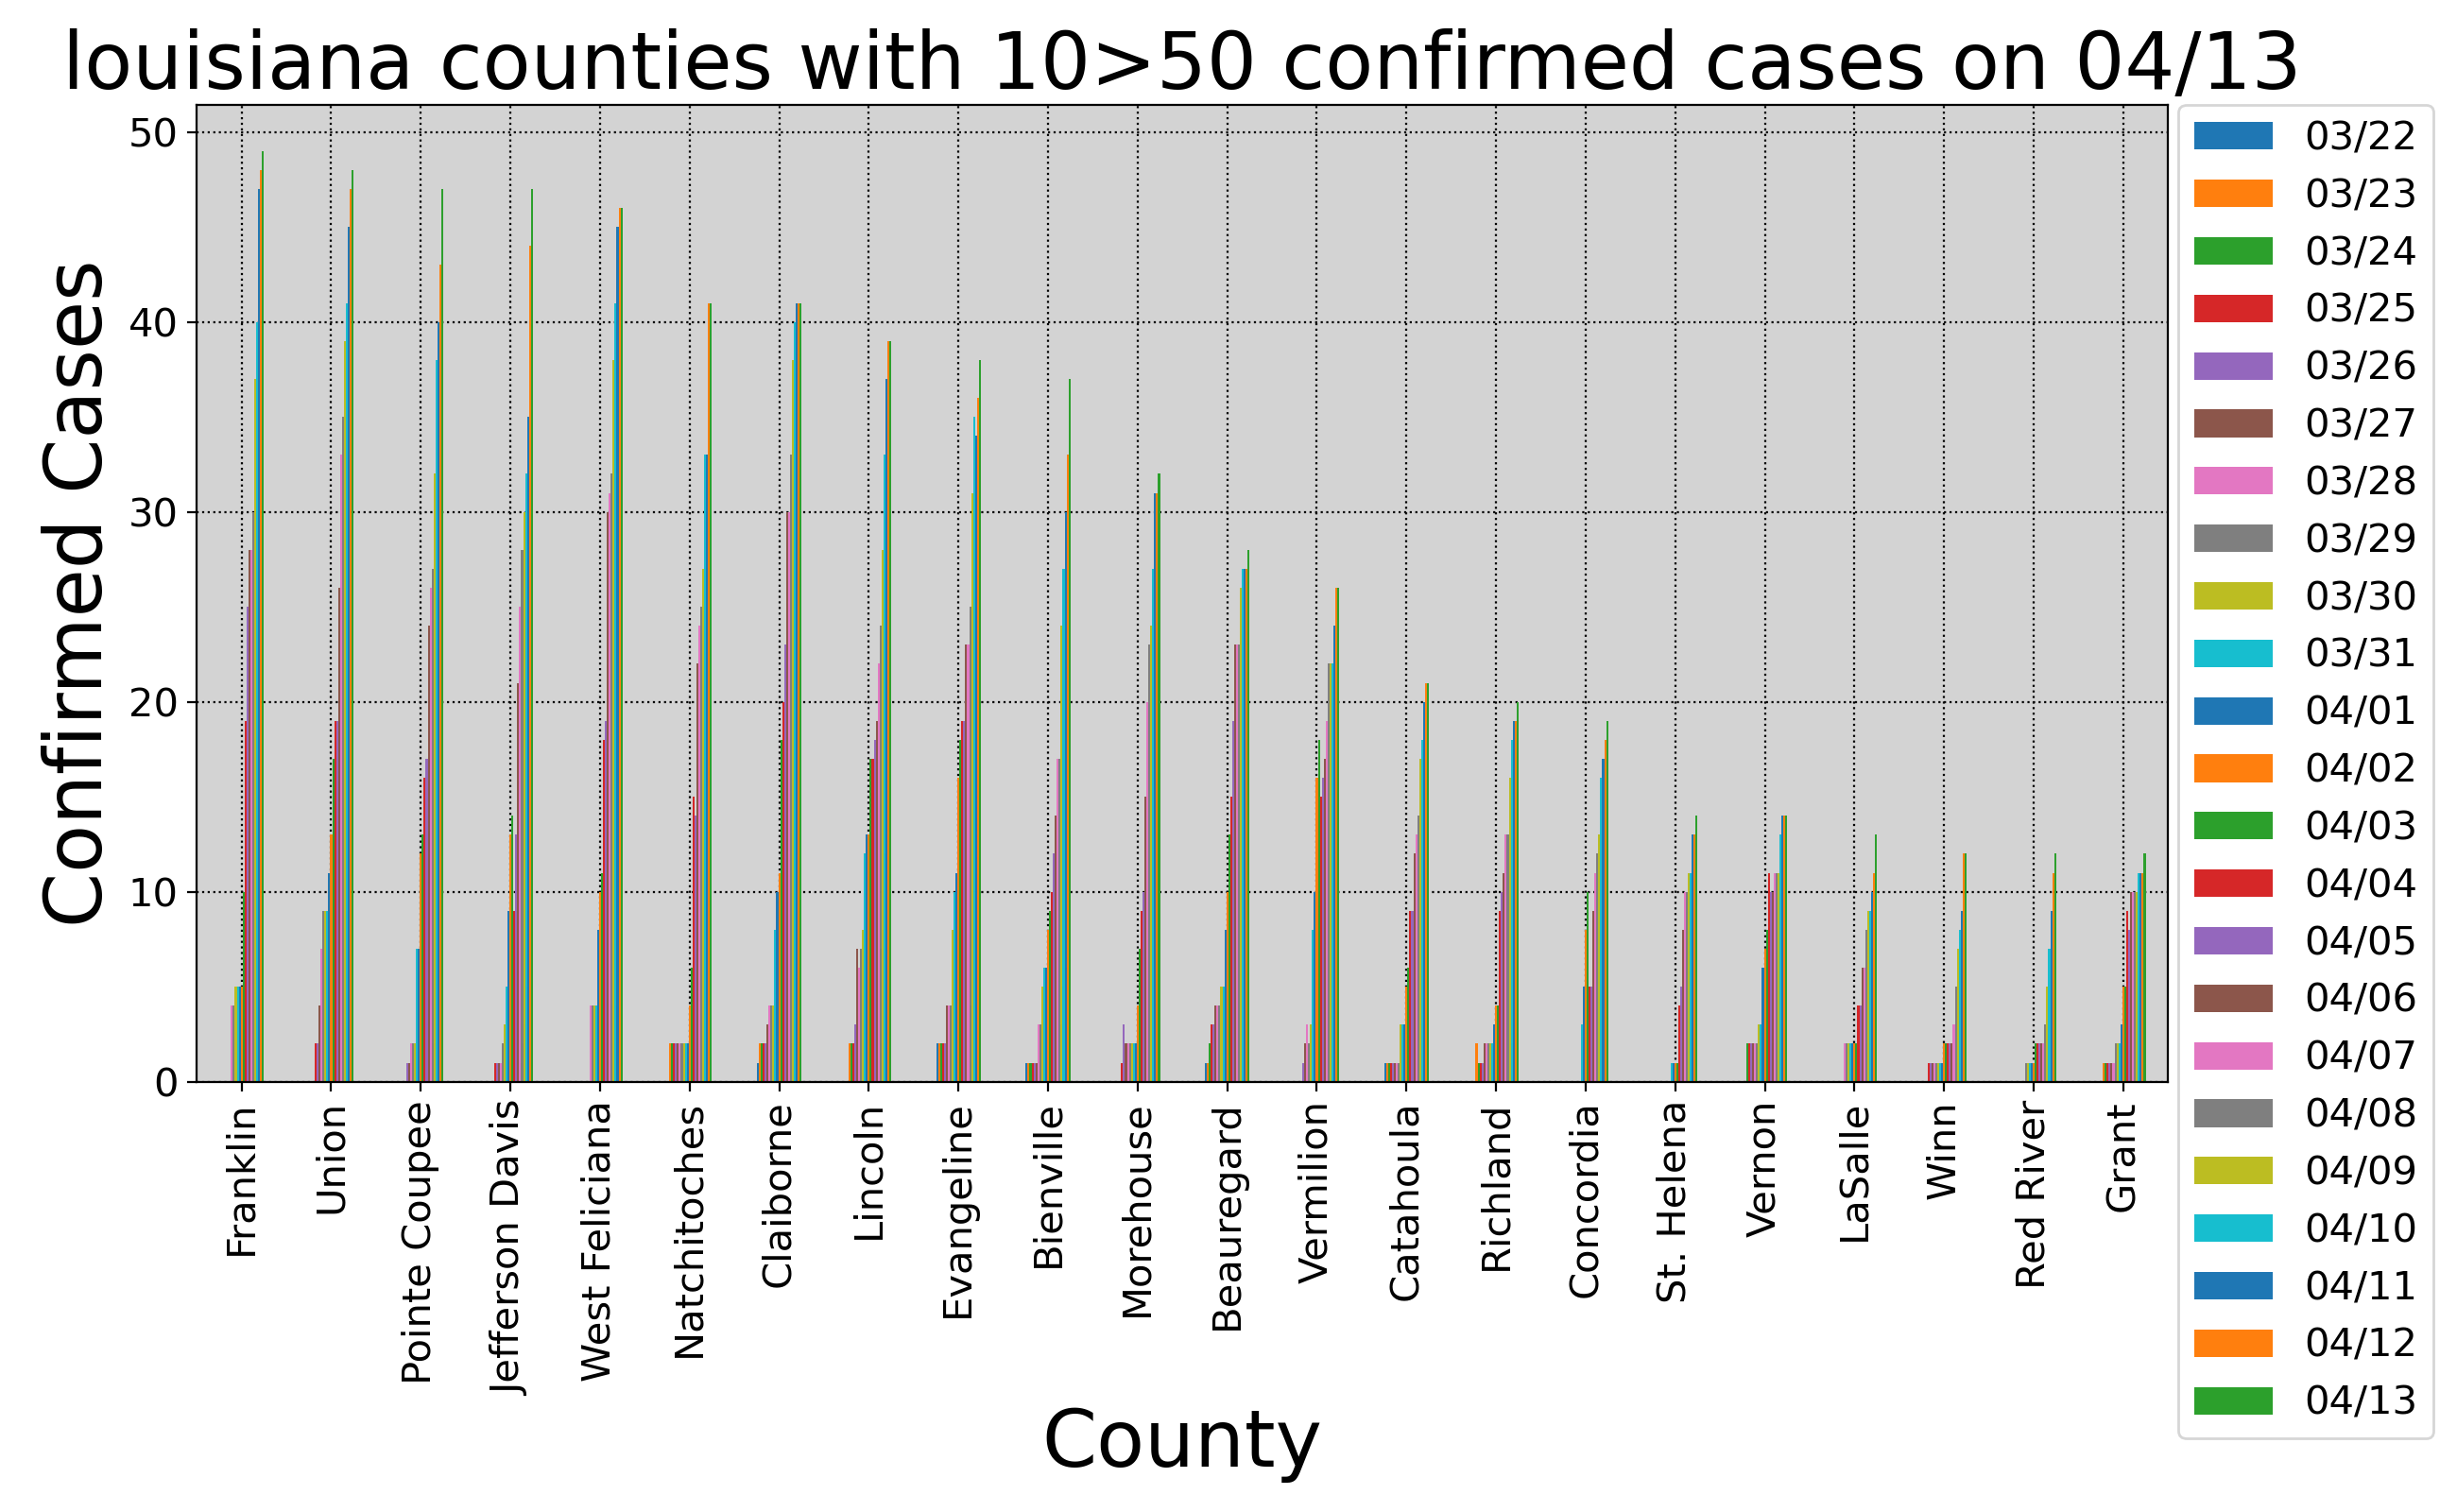 louisiana counties with 10>50 confirmed cases on 04/13
Confirmed Cases
50
40
30
20
10
0
Franklin
Union
Pointe Coupee
Jefferson Davis
West Feliciana
Natchitoches
Claiborne
Lincoln
Evangeline
Bienville
Morehouse
Beauregard
Vermilion
Catahoula
Richland
Concordia
St. Helena
Vernon
LaSalle
Winn
Red River
Grant
County
03/22
03/23
03/24
03/25
03/26
03/27
03/28
03/29
03/30
03/31
04/01
04/02
04/03
04/04
04/05
04/06
04/07
04/08
04/09
04/10
04/11
04/12
04/13